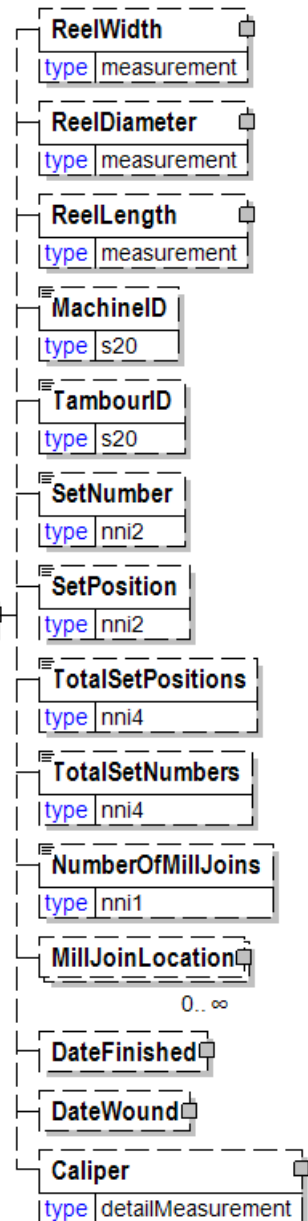 ReelWidth
type measurement
ReelDiameter
type measurement
ReelLength
type measurement
MachineID
type s20
TambourID
type s20
SetNumber
type nni2
SetPosition
type nni2
TotalSetPositions
type nni4
TotalSetNumbers
type nni4
NumberOfMillJoins
type nni1
MillJoinLocation
0.. ∞
DateFinished
DateWound
Caliper
type detailMeasurement